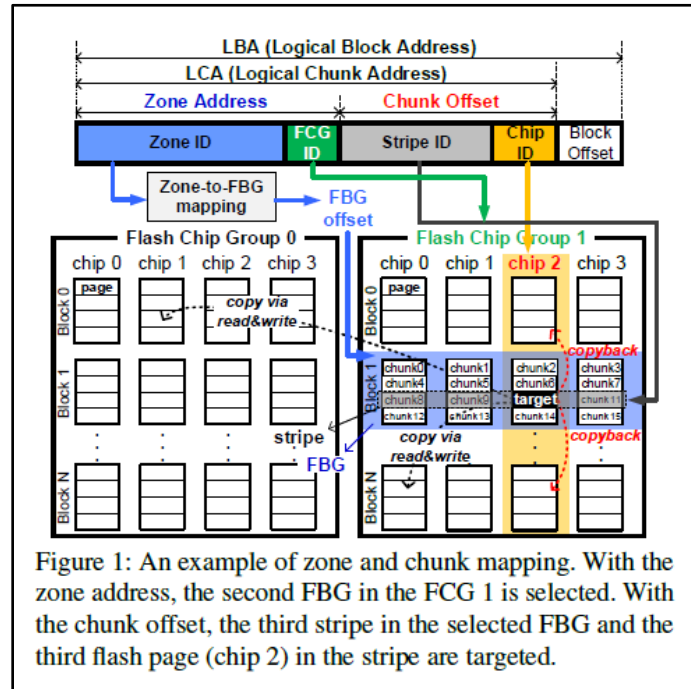 LBA (Logical Block Address)
LCA (Logical Chunk Address)
Zone Address Chunk Offset
Zone ID FCG ID Stripe ID Chip ID Block Offset
Zone-to-FBG mapping
FBG offset
Flash Chip Group 0 Flash Chip Group 1
chip 0 chip 1 chip 2 chip 3 chip 0 chip 1 chip 2 chip 3
Block 0 page page
copy via read&write
copyback
Block 1 chunk0 chunk1 chunk2 chunk3
chunk4 chunk5 chunk6 chunk7
chunk8 chunk9 target chunk11
chunk12 chunk13 chunk14 chunk15
stripe
FBG
copy via read&write
copyback
Block N Block N
Block 0
Block 1
Figure 1: An example of zone and chunk mapping. With the
zone address, the second FBG in the FCG 1 is selected. With
the chunk offset, the third stripe in the selected FBG and the
third flash page (chip 2) in the stripe are targeted.